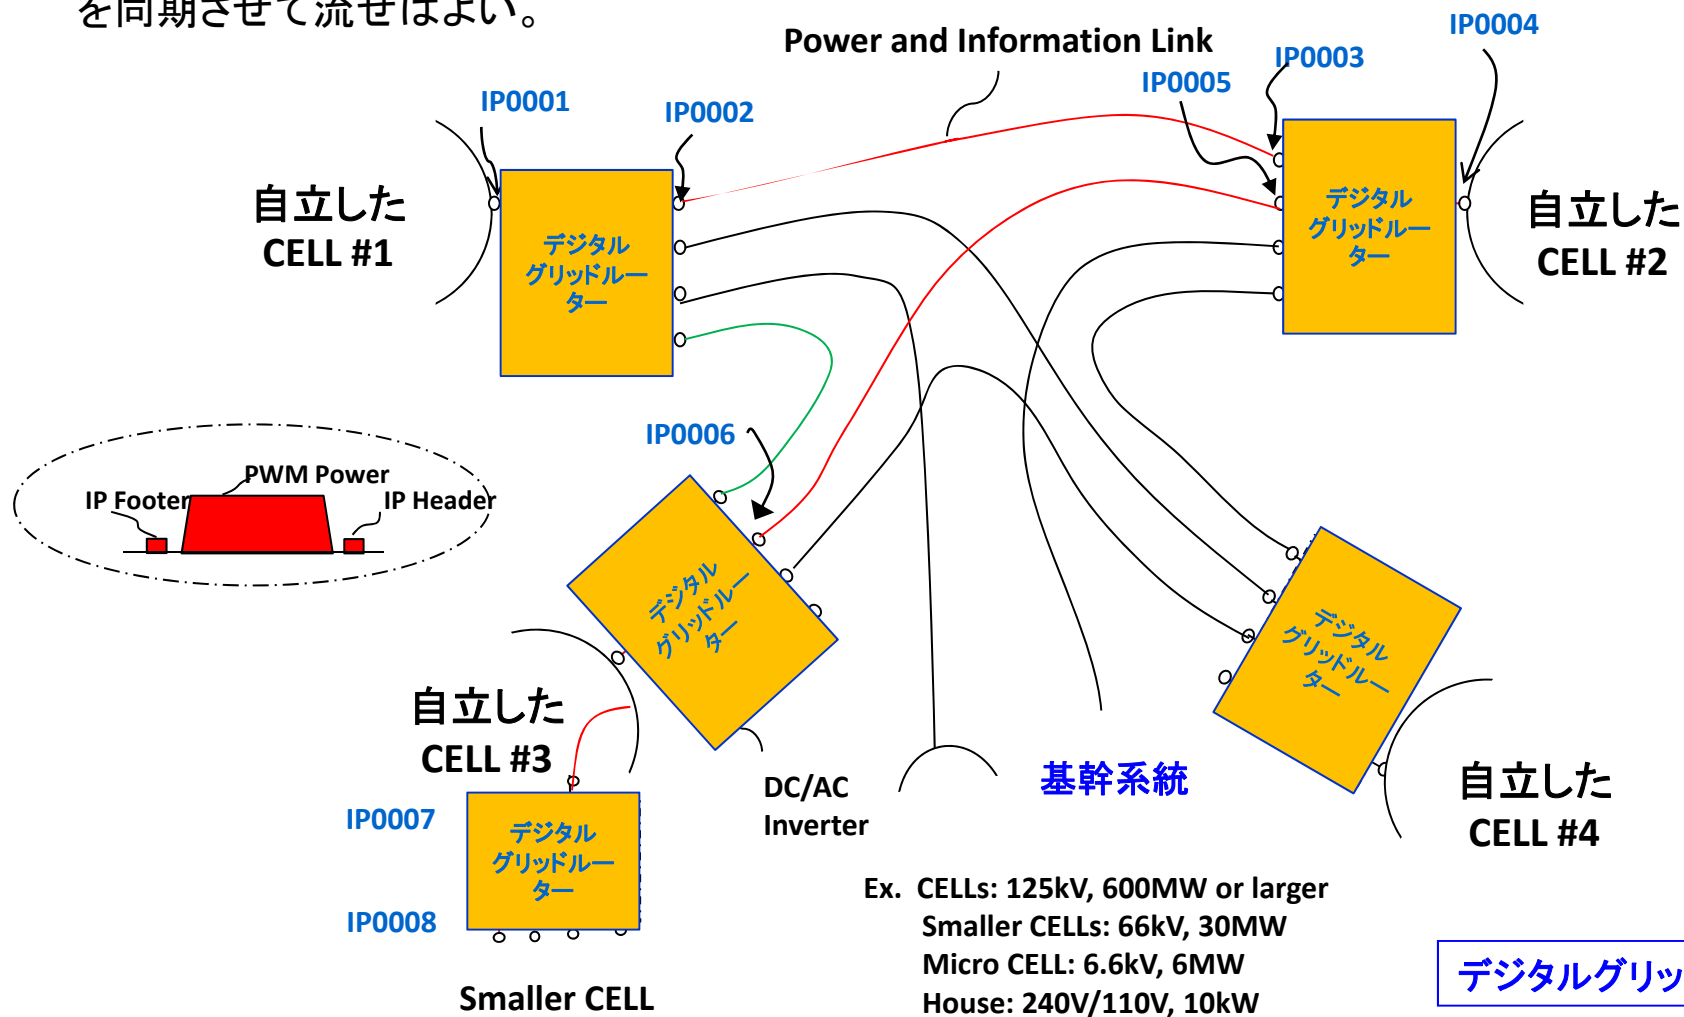 を同期させて流せばよい。
Power and Information Link
IP0004
IP0003
IP0005
IP0001
IP0002
自立した
CELL #1
デジタル
グリッドルー
ター
デジタル
グリッドルー
ター
自立した
CELL #2
IP0006
PWM Power
IP Footer
IP Header
デジタル
グリッドルー
ター
デジタル
グリッドルー
ター
自立した
CELL #3
DC/AC
Inverter
基幹系統
自立した
CELL #4
IP0007
デジタル
グリッドルー
ター
IP0008
Smaller CELL
Ex. CELLs: 125kV, 600MW or larger
Smaller CELLs: 66kV, 30MW
Micro CELL: 6.6kV, 6MW
House: 240V/110V, 10kW
デジタルグリッ